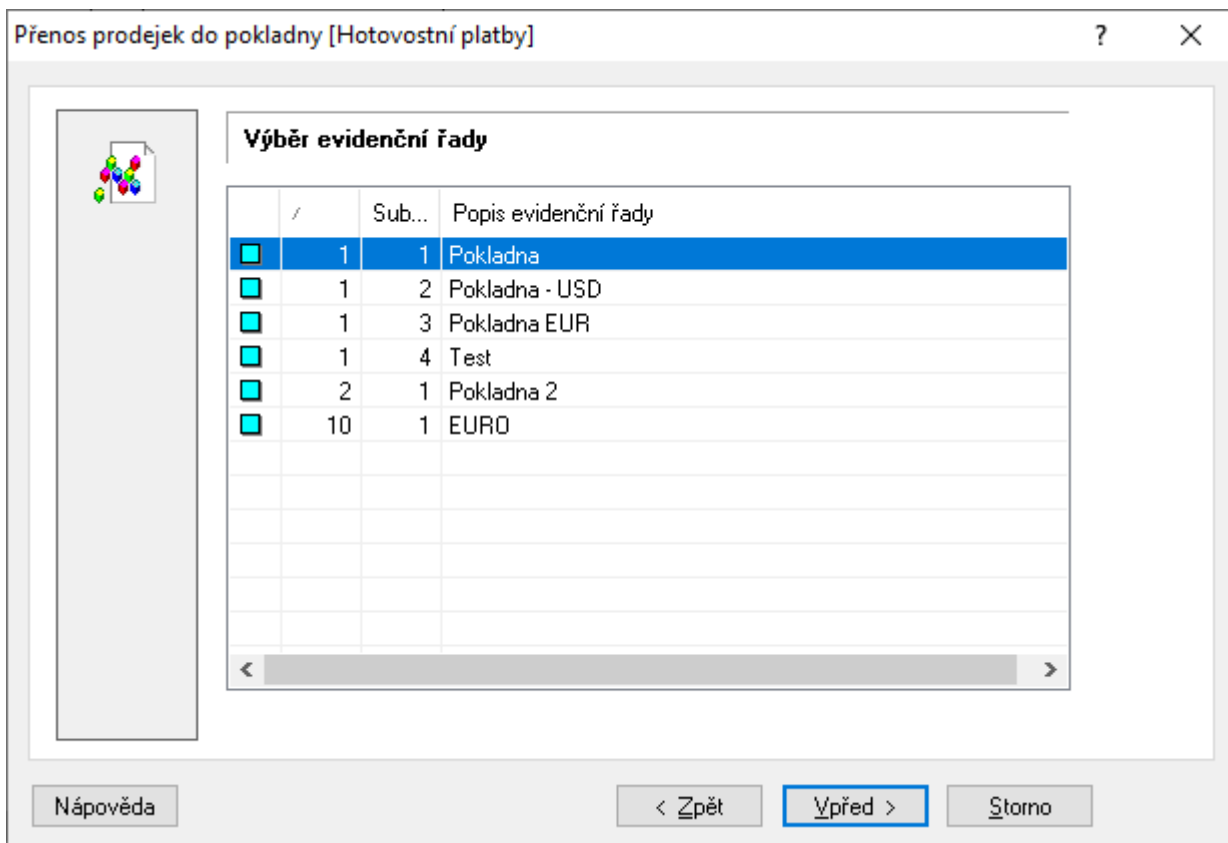 Přenos prodejek do pokladny [Hotovostní platby] ?
Výběr evidenční řady
/ Sub... Popis evidenční řady
1 1 Pokladna
1 2 Pokladna - USD
1 3 Pokladna EUR
1 4 Test
2 1 Pokladna 2
10 1 EURO
Nápověda < Zpět Vpřed > Storno